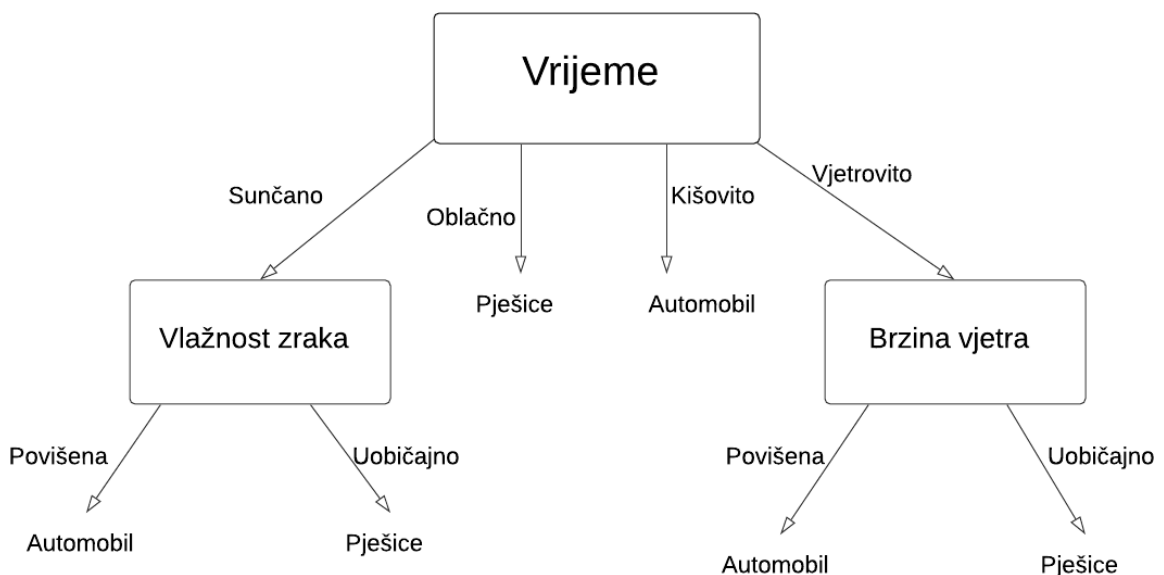 Vrijeme
Sunčano
Oblačno
Kišovito
Vjetrovito
Vlažnost zraka
Pješice
Automobil
Brzina vjetra
Povišena
Uobičajno
Povišena
Uobičajno
Automobil
Pješice
Automobil
Pješice